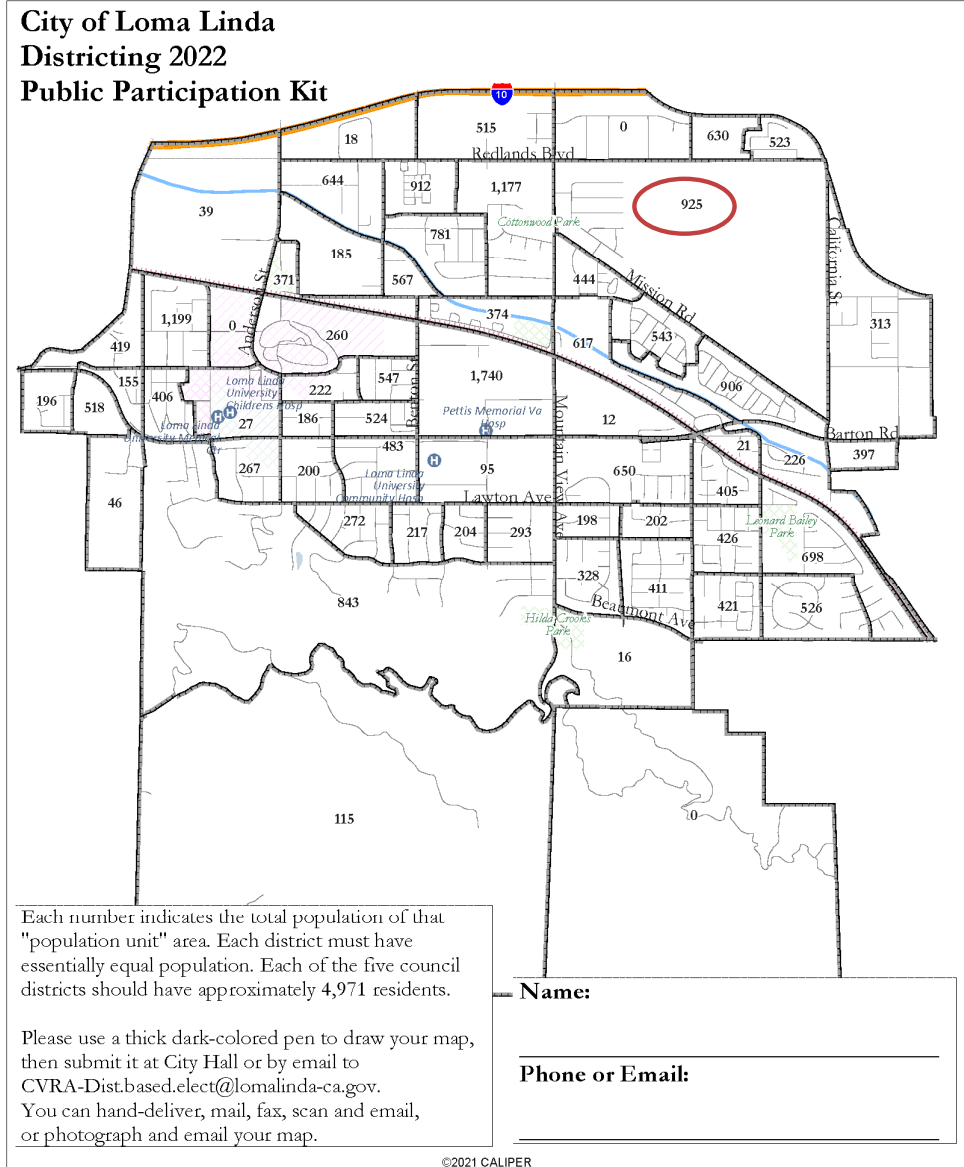 City of Loma Linda
Districting 2022
Public Participation Kit
10
18
515
0
630
523
Redlands Blvd
644
912
1,177
925
39
Cottonwood Park
781
185
California St
371
567
444
Mission Rd
Anderson St
1,199
0
260
374
543
313
617
419
155
Loma Linda
University
Childrens Hosp
222
547
Benton St
1,740
906
196
518
406
27
186
524
Pettis Memorial Va
Hosp
Mountain View Ave
12
Loma Linda
University Medical
Ctr
H H
H
21
Barton Rd
483
226
397
267
200
Loma Linda
University
Community Hosp
H
95
650
46
Lawton Ave
405
272
217
204
293
198
202
426
Leonard Bailey
Park
698
328
411
843
Beaumont Ave
421
526
Hilda Crooks
Park
16
115
0
Each number indicates the total population of that
"population unit" area. Each district must have
essentially equal population. Each of the five council
districts should have approximately 4,971 residents.
Please use a thick dark-colored pen to draw your map,
then submit it at City Hall or by email to
CVRA-Dist.based.elect@lomalinda-ca.gov.
You can hand-deliver, mail, fax, scan and email,
or photograph and email your map.
Name:
Phone or Email:
©2021 CALIPER